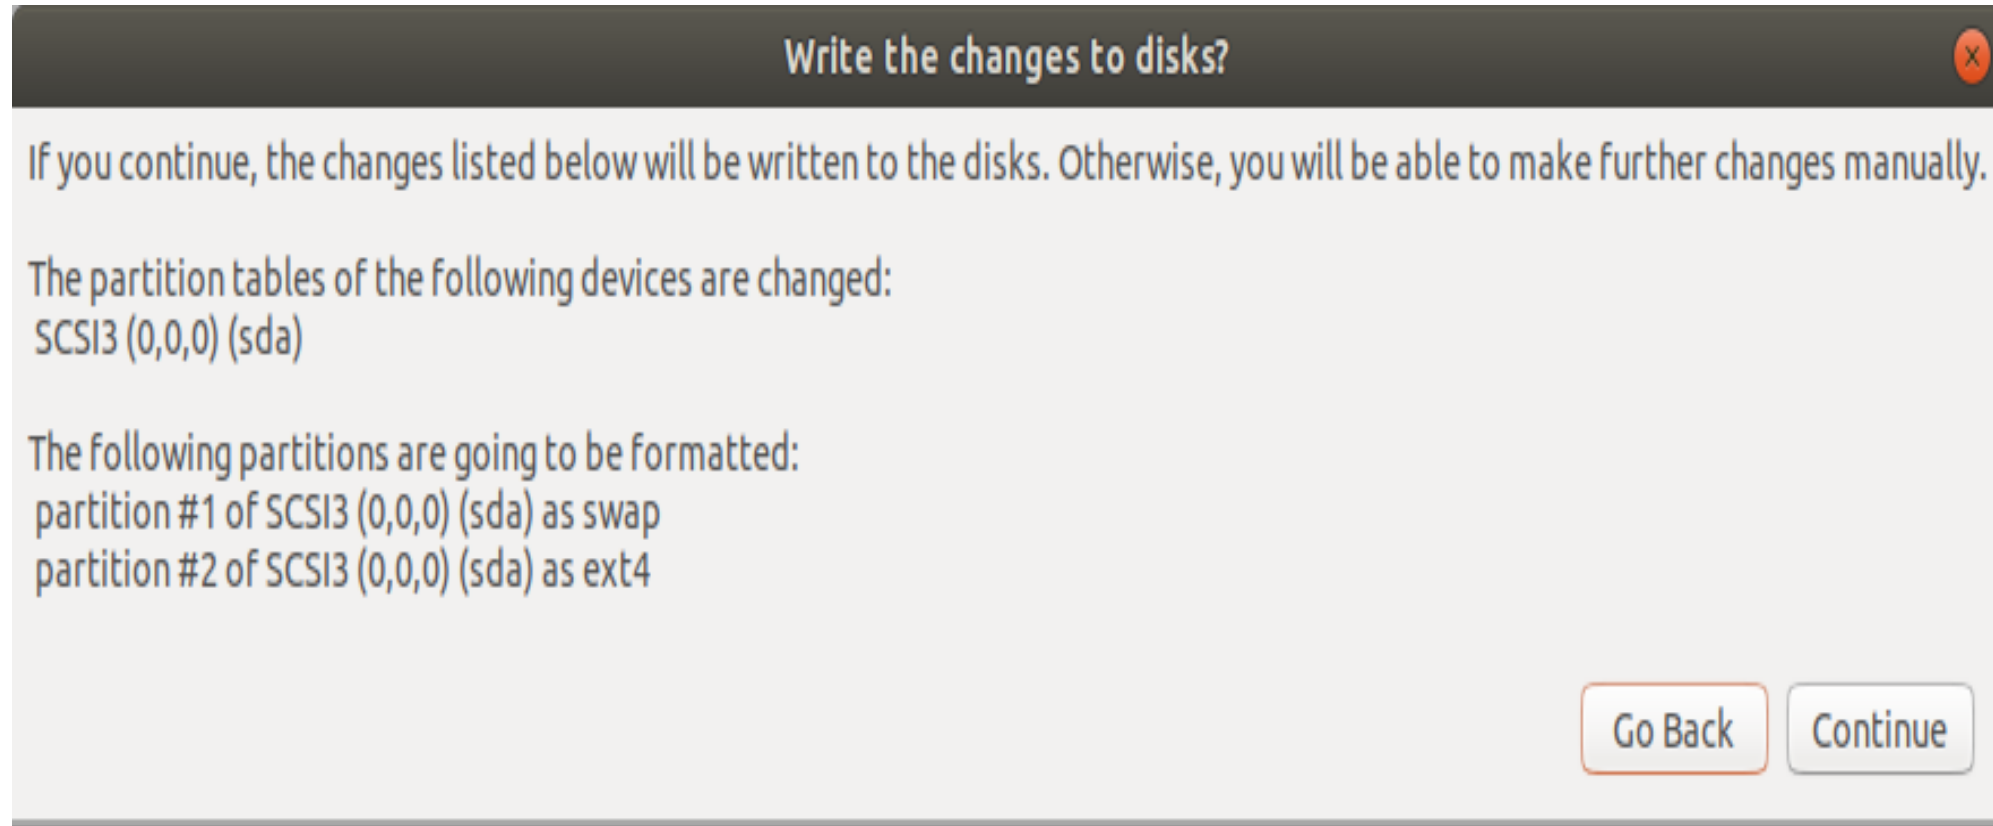 Write the changes to disks?
If you continue, the changes listed below will be written to the disks. Otherwise, you will be able to make further changes manually.
The partition tables of the following devices are changed:
SCSI3 (0,0,0) (sda)
The following partitions are going to be formatted:
partition #1 of SCSI3 (0,0,0) (sda) as swap
partition #2 of SCSI3 (0,0,0) (sda) as ext4
Go Back
Continue